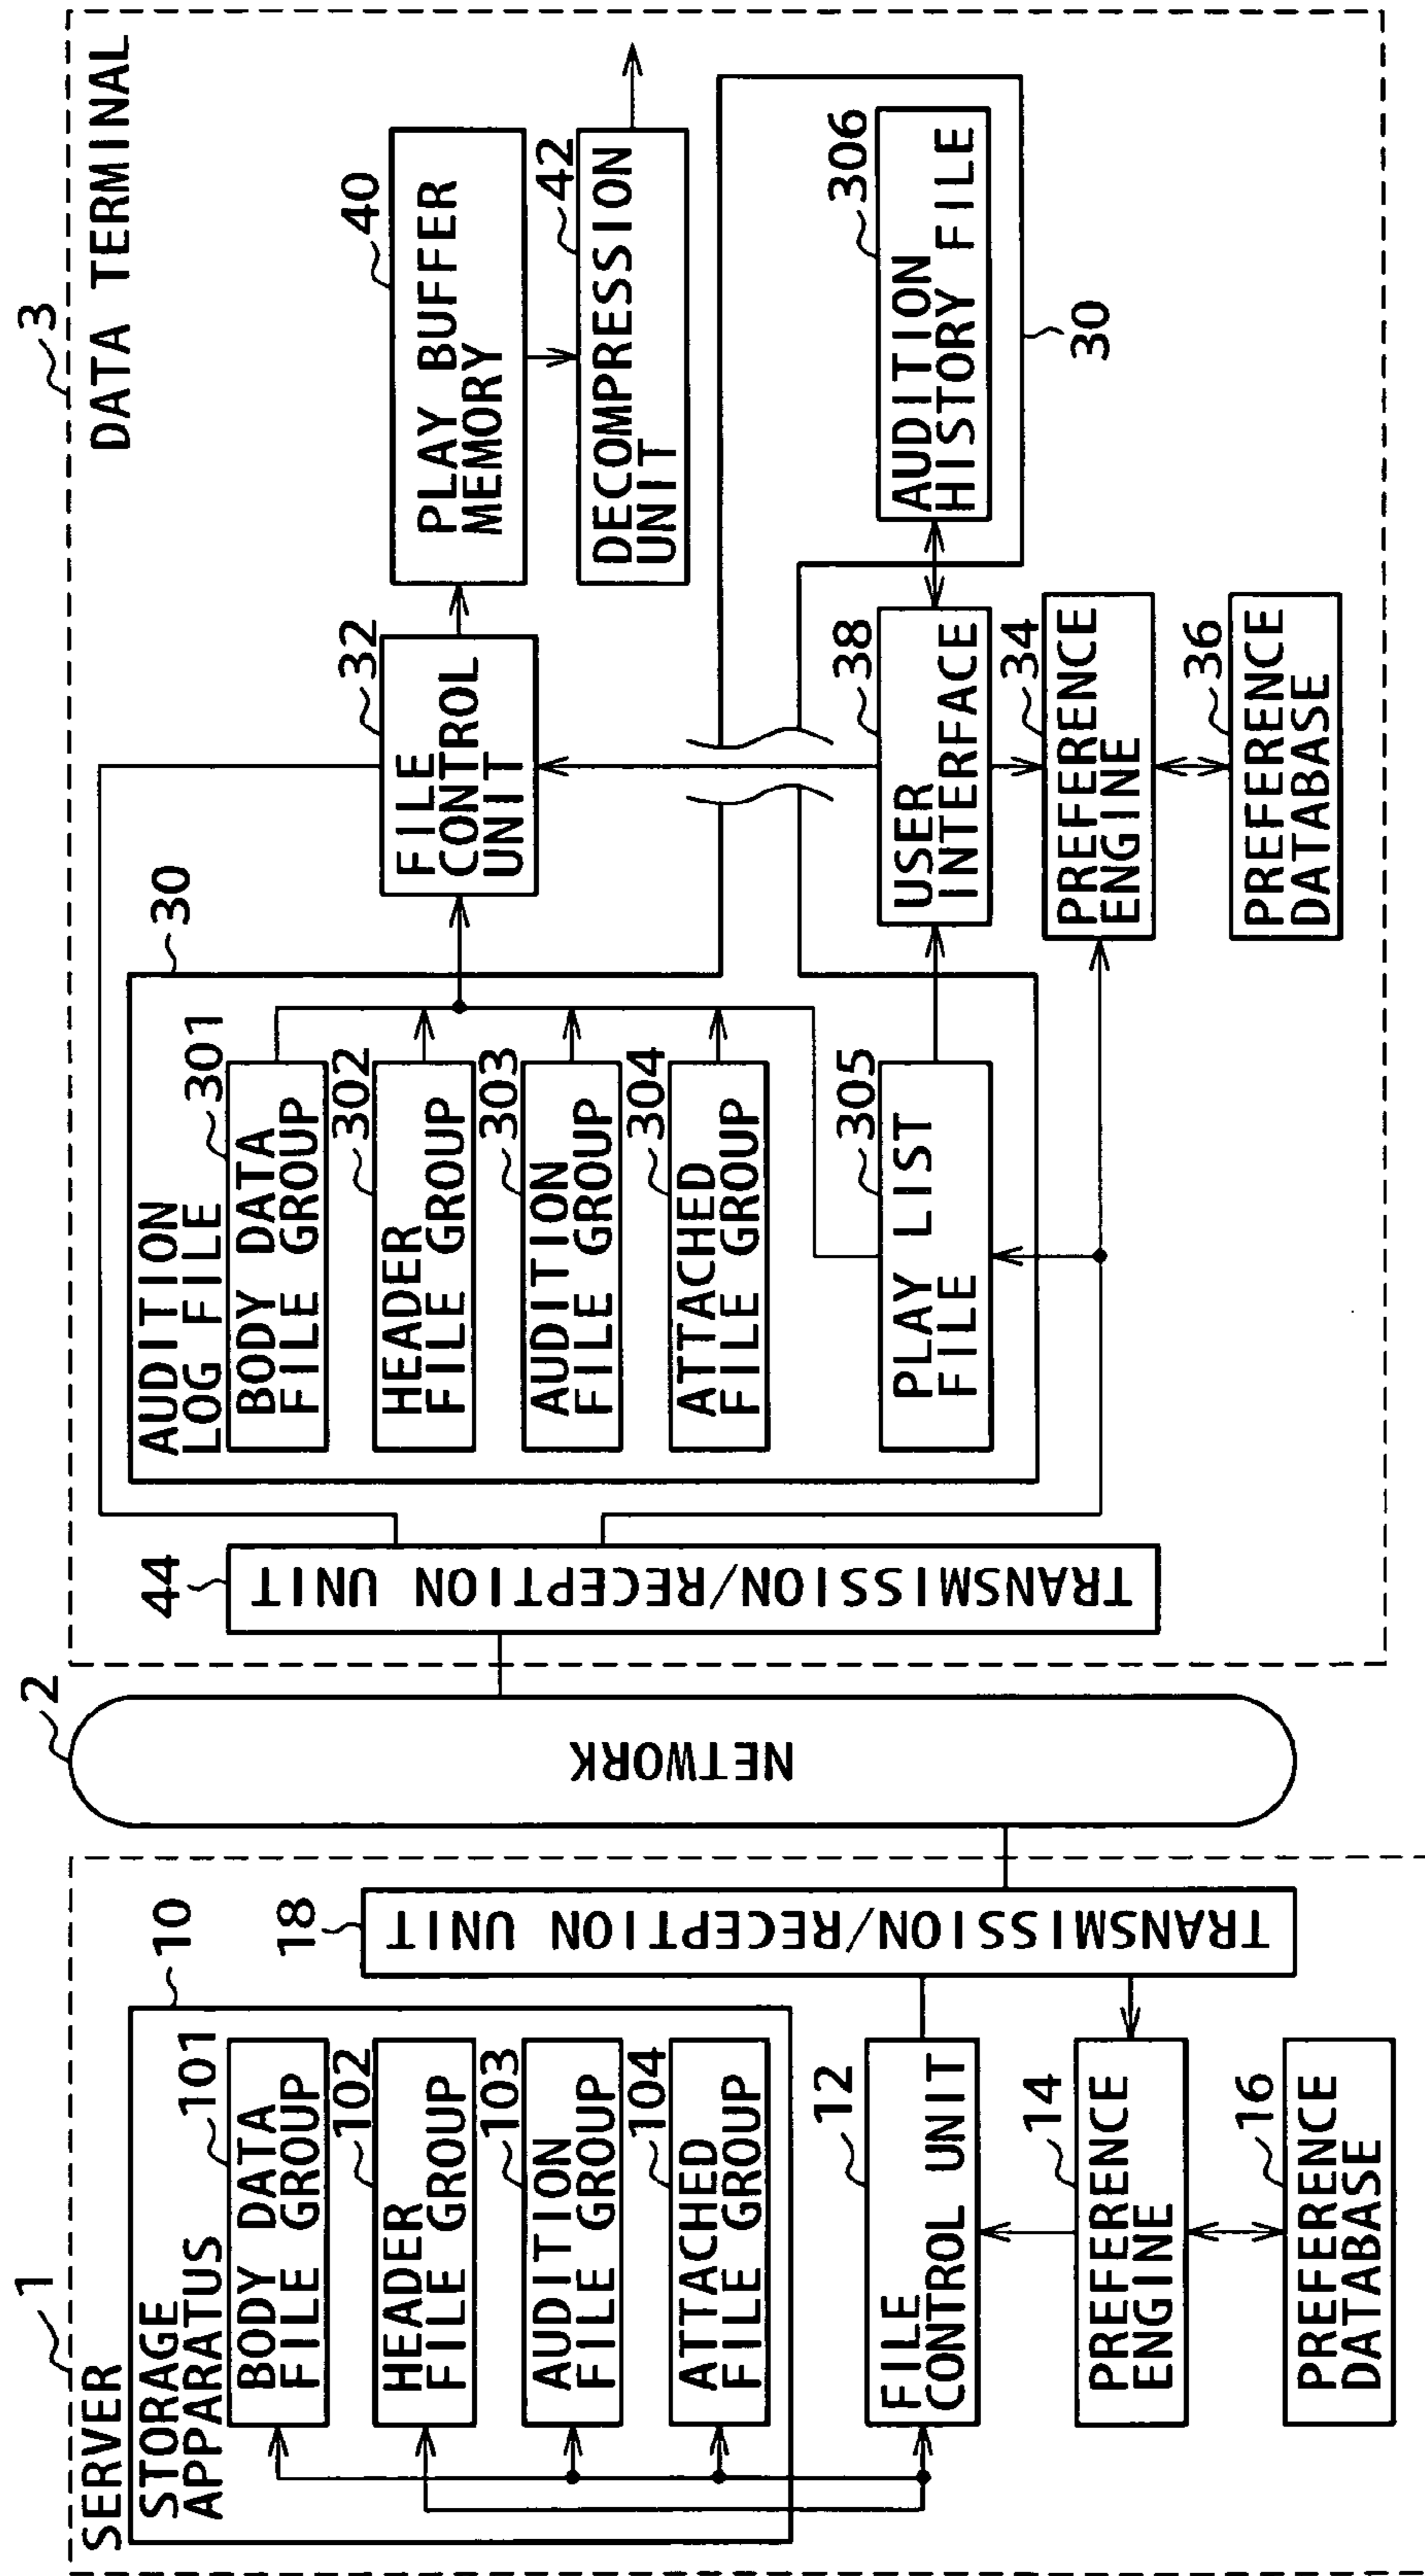 1
SERVER
STORAGE
APPARATUS
10
BODY DATA
FILE GROUP
101
HEADER
FILE GROUP
102
AUDITION
FILE GROUP
103
ATTACHED
FILE GROUP
104
FILE
CONTROL UNIT
12
PREFERENCE
ENGINE
14
PREFERENCE
DATABASE
16
TRANSMISSION/RECEPTION UNIT
18
2
NETWORK
3
DATA TERMINAL
44
TRANSMISSION/RECEPTION UNIT
AUDITION
LOG FILE
30
BODY DATA
FILE GROUP
301
HEADER
FILE GROUP
302
AUDITION
FILE GROUP
303
ATTACHED
FILE GROUP
304
PLAY LIST
FILE
305
FILE
CONTROL
UNIT
32
USER
INTERFACE
38
PREFERENCE
ENGINE
34
PREFERENCE
DATABASE
36
PLAY BUFFER
MEMORY
40
DECOMPRESSION
UNIT
42
AUDITION
HISTORY FILE
306
30